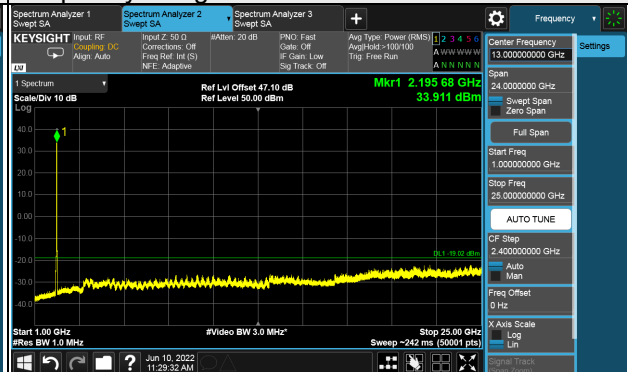 Spectrum Analyzer 1
Swept SA
Spectrum Analyzer 2
Swept SA
Spectrum Analyzer 3
Swept SA
+
Frequency
KEYSIGHT
Input: RF
Coupling: DC
Align: Auto
Input Z: 50 Ω
Corrections: Off
Freq Ref: Int (S)
NFE: Adaptive
#Atten: 20 dB
PNO: Fast
Gate: Off
IF Gain: Low
Sig Track: Off
Avg Type: Power (RMS)
Avg|Hold:>100/100
Trig: Free Run
1 2 3 4 5 6
A W W W W W
A N N N N N
LXI
1 Spectrum
Scale/Div 10 dB
Log
Ref Lvl Offset 47.10 dB
Ref Level 50.00 dBm
Mkr1 2.195 68 GHz
33.911 dBm
40.0
30.0
20.0
10.0
0.00
-10.0
-20.0
-30.0
-40.0
1
DL1 -19.02 dBm
Start 1.00 GHz
#Res BW 1.0 MHz
#Video BW 3.0 MHz*
Stop 25.00 GHz
Sweep ~242 ms (50001 pts)
Jun 10, 2022
11:29:32 AM
?
Center Frequency
13.000000000 GHz
Settings
Span
24.0000000 GHz
Swept Span
Zero Span
Full Span
Start Freq
1.000000000 GHz
Stop Freq
25.000000000 GHz
AUTO TUNE
CF Step
2.400000000 GHz
Auto
Man
Freq Offset
0 Hz
X Axis Scale
Log
Lin
Signal Track
(Span Zoom)